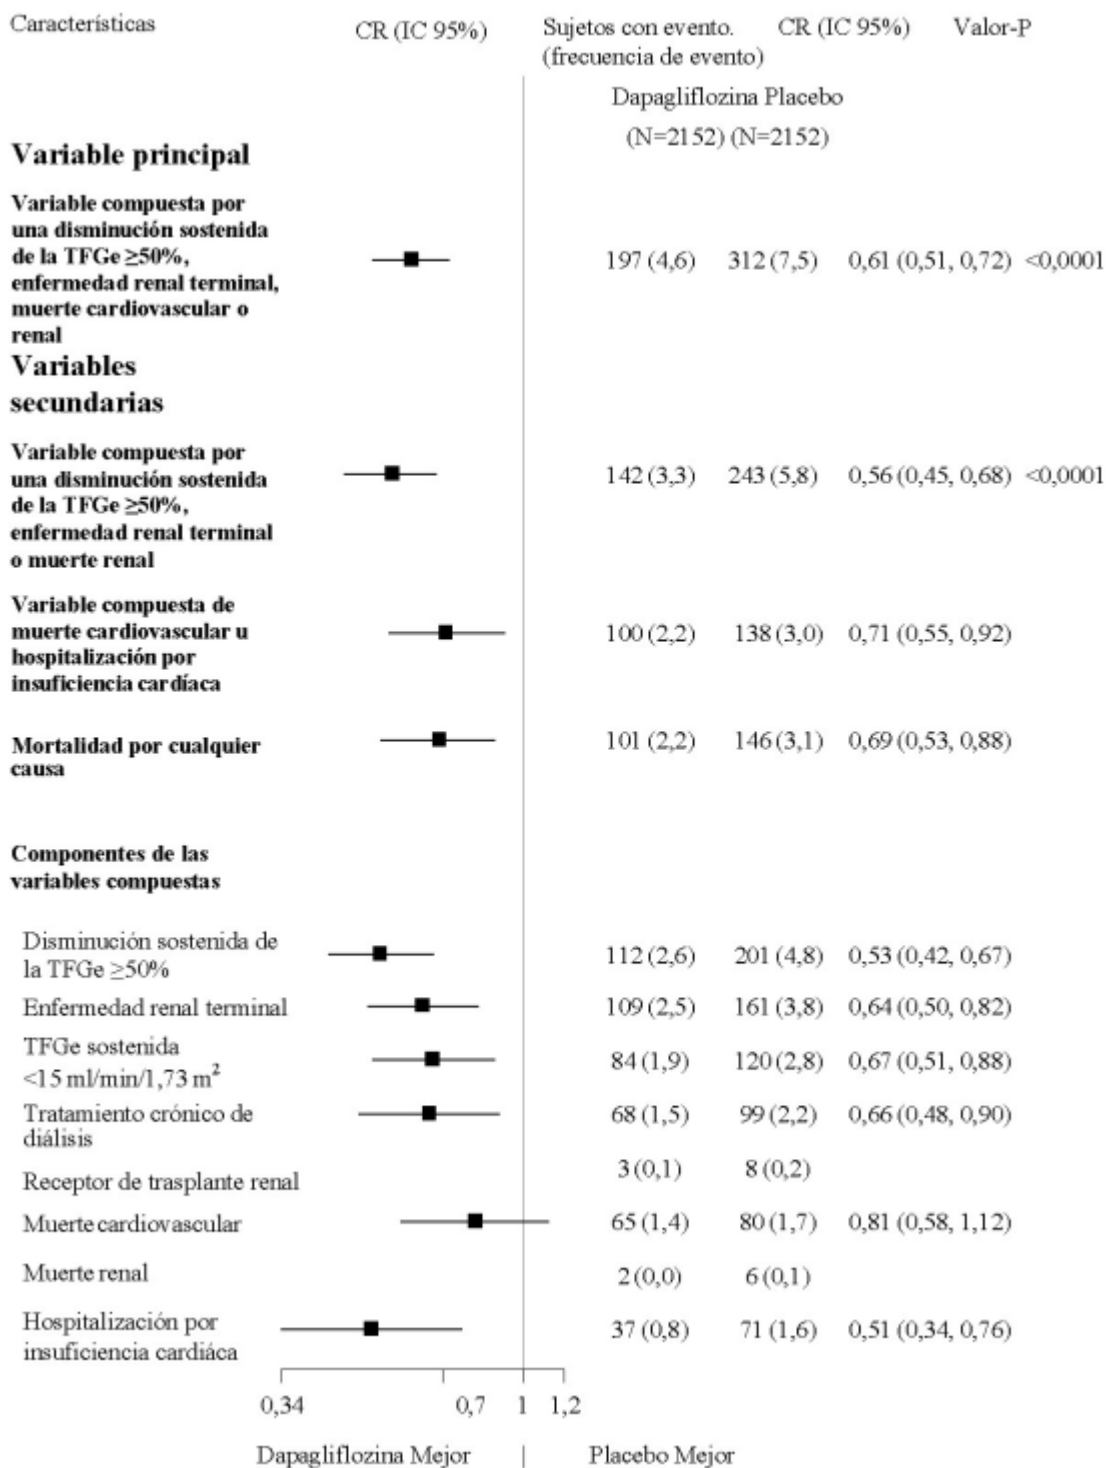 Características CR (IC 95%) Sujetos con evento. CR (IC 95%) Valor-P
(frecuencia de evento)
Dapagliflozina Placebo
(N=2152) (N=2152)
Variable principal
Variable compuesta por
una disminución sostenida
de la TFGe ≥50%, 197 (4,6) 312 (7,5) 0,61 (0,51, 0,72) <0,0001
enfermedad renal terminal,
muerte cardiovascular o
renal
Variables
secundarias
Variable compuesta por
una disminución sostenida 142 (3,3) 243 (5,8) 0,56 (0,45, 0,68) <0,0001
de la TFGe ≥50%,
enfermedad renal terminal
o muerte renal
Variable compuesta de
muerte cardiovascular u 100 (2,2) 138 (3,0) 0,71 (0,55, 0,92)
hospitalización por
insuficiencia cardíaca
Mortalidad por cualquier 101 (2,2) 146 (3,1) 0,69 (0,53, 0,88)
causa
Componentes de las
variables compuestas
Disminución sostenida de
la TFGe ≥50% 112 (2,6) 201 (4,8) 0,53 (0,42, 0,67)
Enfermedad renal terminal 109 (2,5) 161 (3,8) 0,64 (0,50, 0,82)
TFGe sostenida
<15 ml/min/1,73 m² 84 (1,9) 120 (2,8) 0,67 (0,51, 0,88)
Tratamiento crónico de 68 (1,5) 99 (2,2) 0,66 (0,48, 0,90)
diálisis
Receptor de trasplante renal 3 (0,1) 8 (0,2)
Muerte cardiovascular 65 (1,4) 80 (1,7) 0,81 (0,58, 1,12)
Muerte renal 2 (0,0) 6 (0,1)
Hospitalización por 37 (0,8) 71 (1,6) 0,51 (0,34, 0,76)
insuficiencia cardiáca
0,34 0,7 1 1,2
Dapagliflozina Mejor | Placebo Mejor